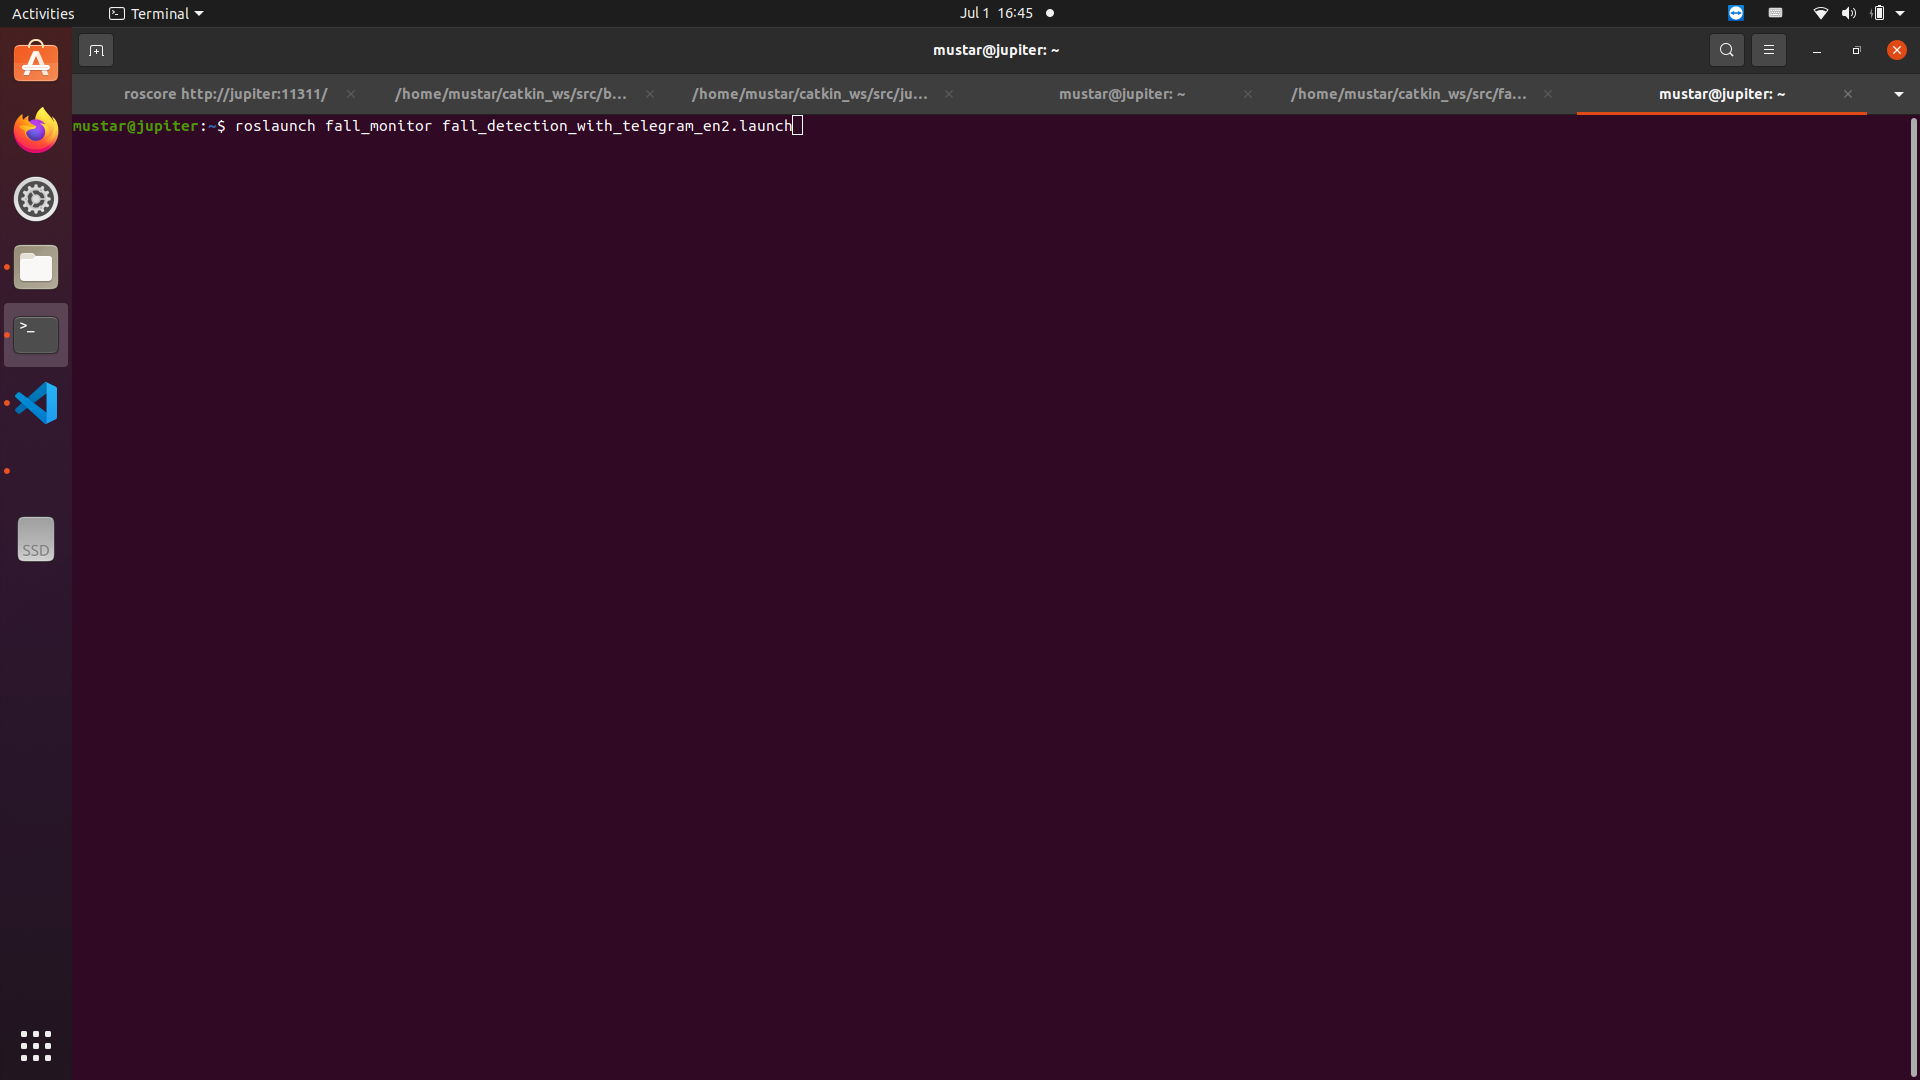 Activities
Terminal
Jul 1 16:45
mustar@jupiter: ~
roscore http://jupiter:11311/
/home/mustar/catkin_ws/src/b...
/home/mustar/catkin_ws/src/ju...
mustar@jupiter: ~
/home/mustar/catkin_ws/src/fa...
mustar@jupiter: ~
mustar@jupiter:~$ roslaunch fall_monitor fall_detection_with_telegram_en2.launch
>_
SSD